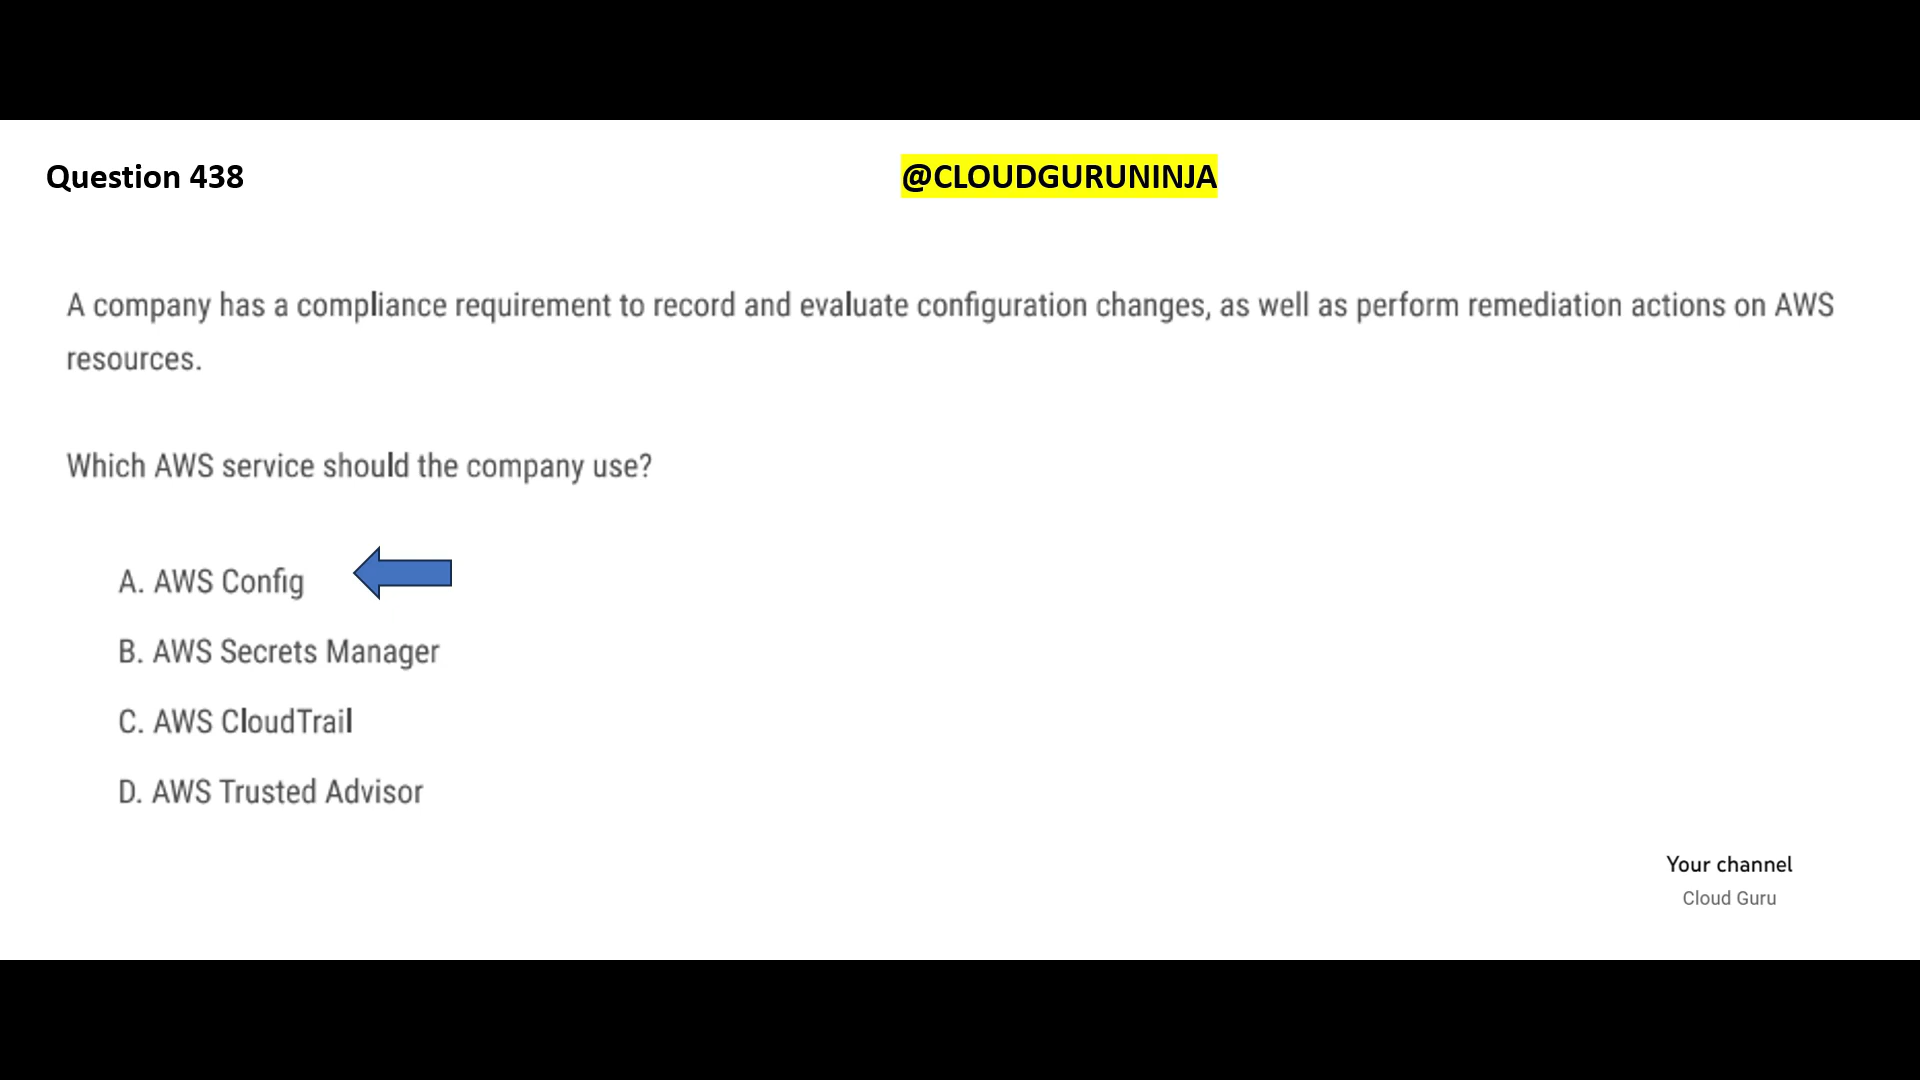 Question 438
@CLOUDGURUNINJA
A company has a compliance requirement to record and evaluate configuration changes, as well as perform remediation actions on AWS
resources.
Which AWS service should the company use?
A. AWS Config
B. AWS Secrets Manager
C. AWS CloudTrail
D. AWS Trusted Advisor
Your channel
Cloud Guru